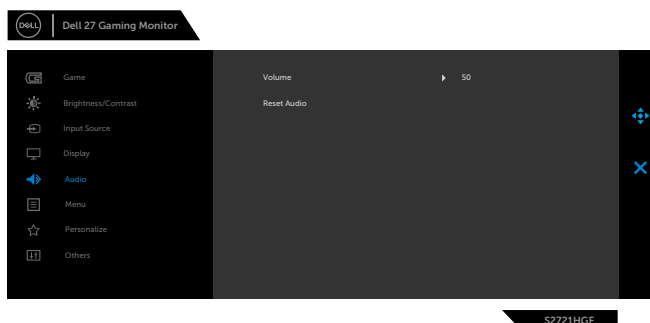 DELL
Dell 27 Gaming Monitor
Game
Volume
50
Brightness/Contrast
Reset Audio
Input Source
Display
Audio
Menu
Personalize
Others
S2721HGF